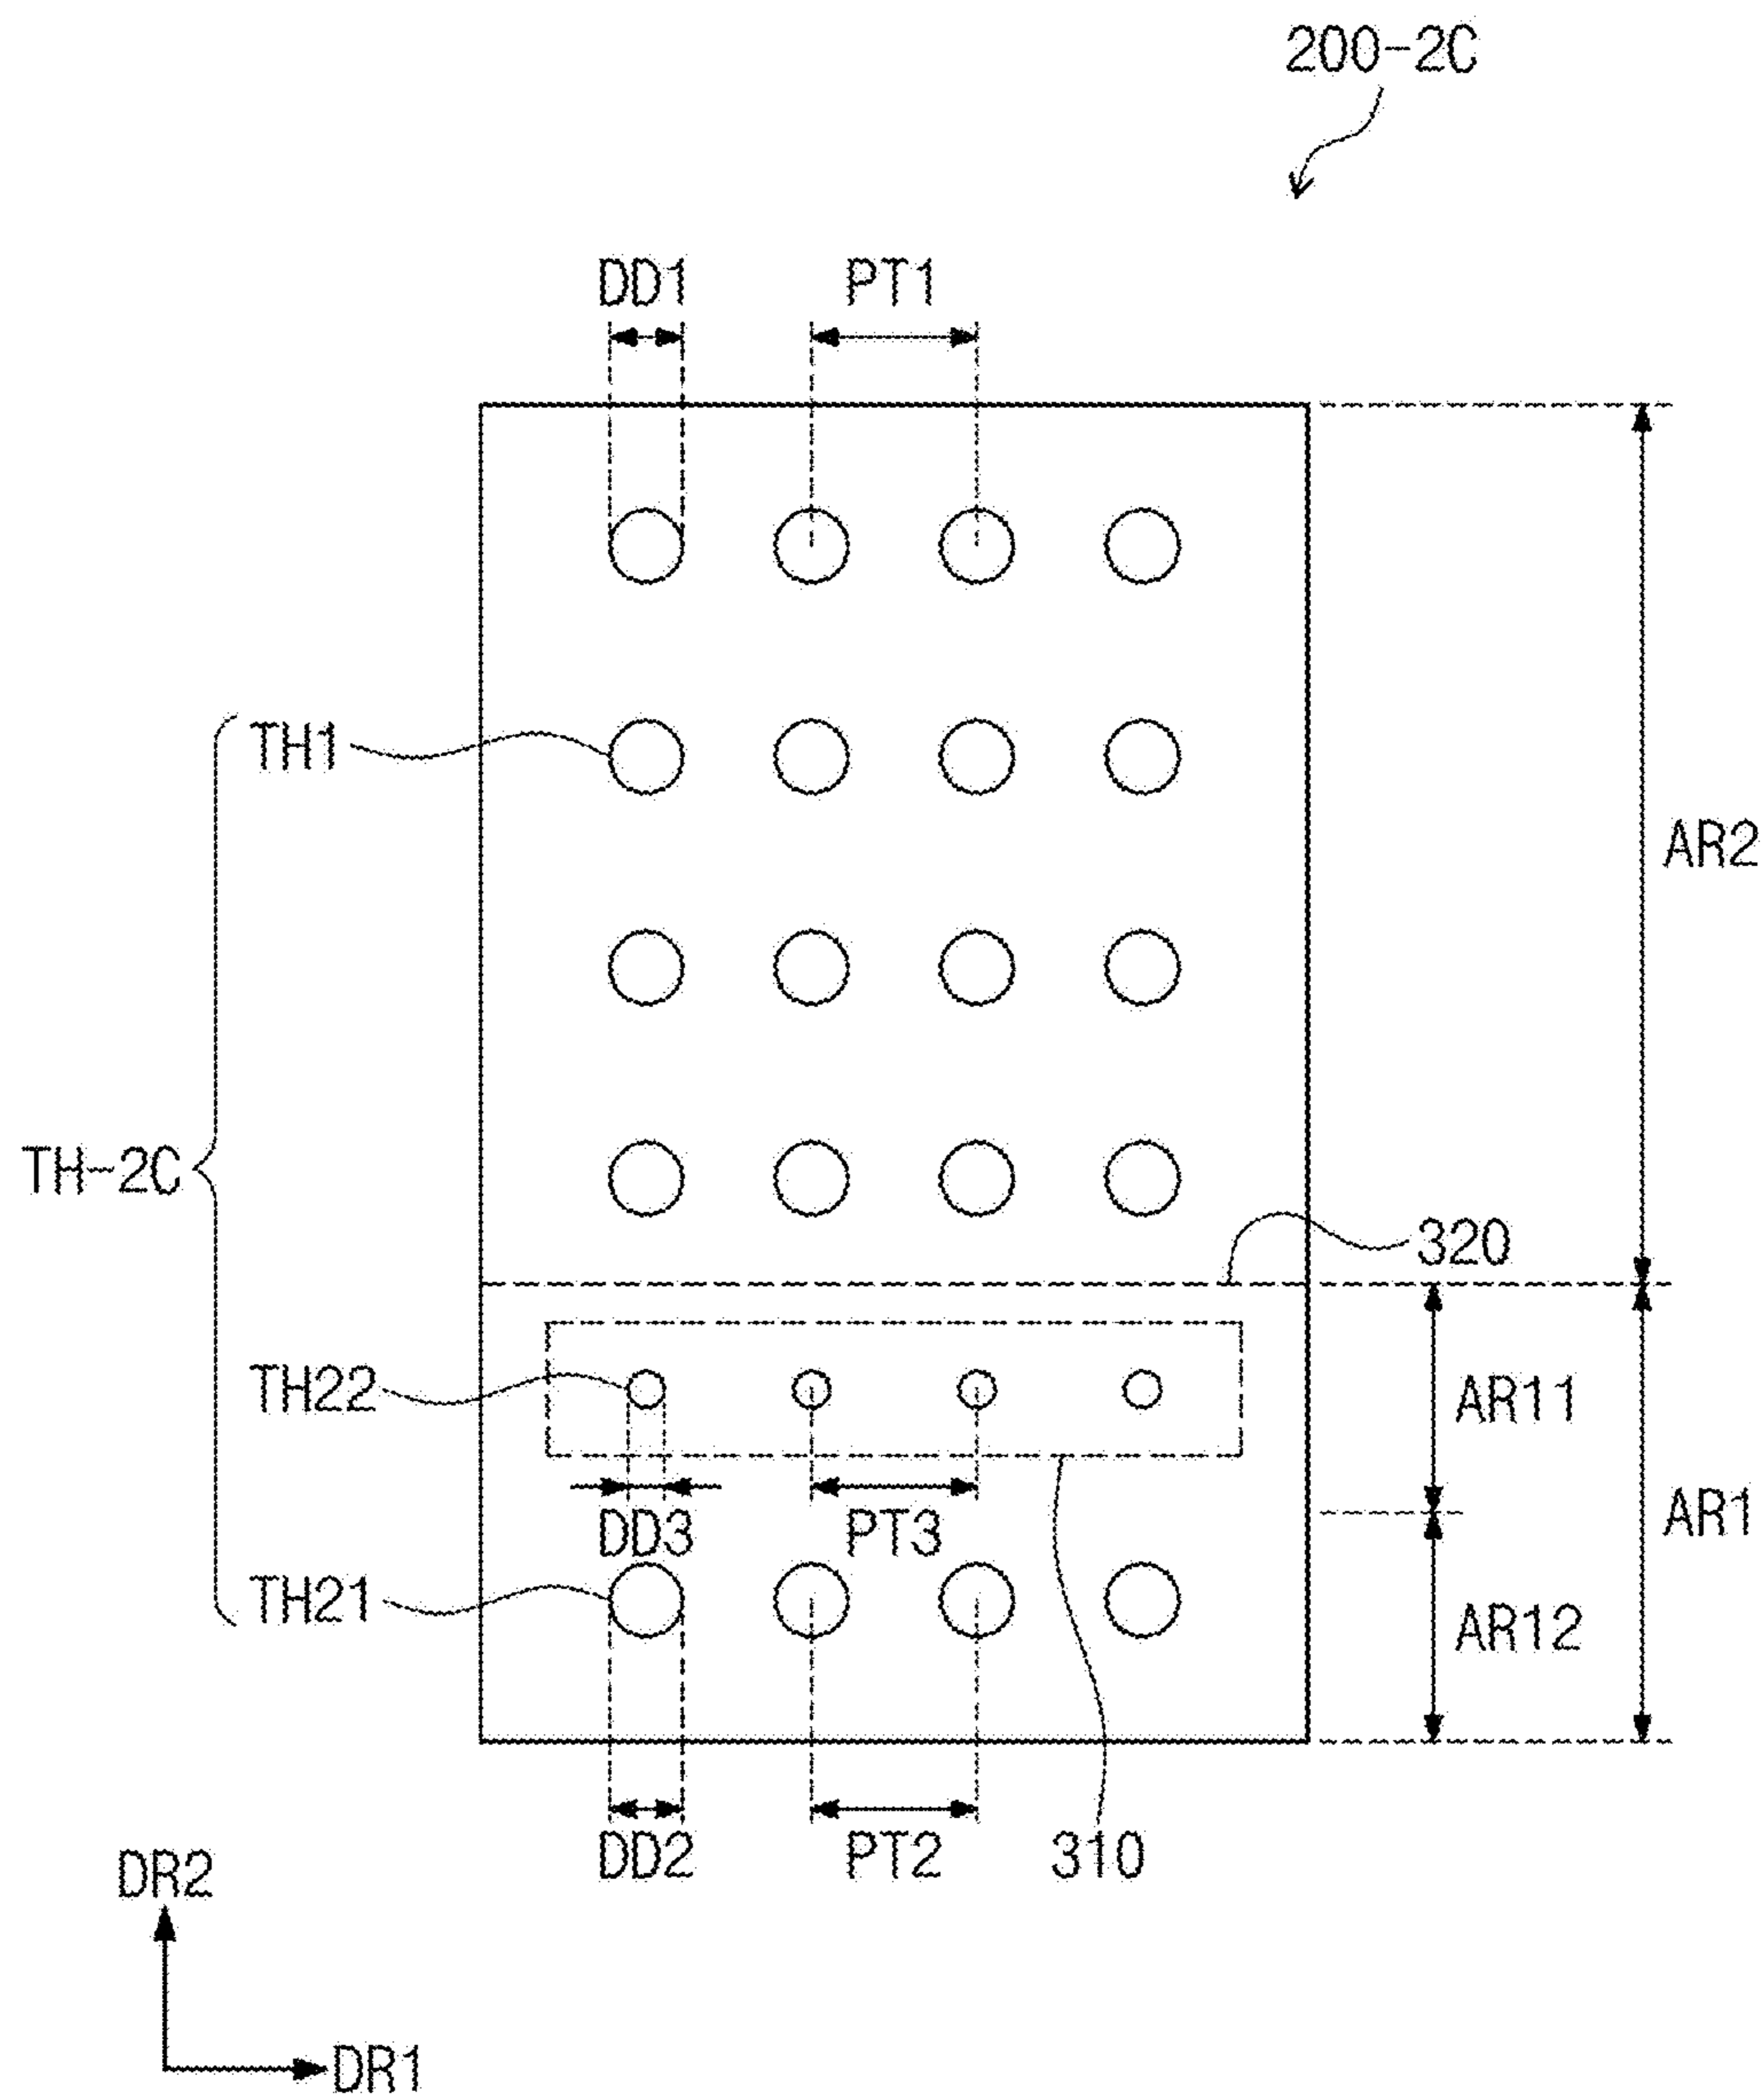 200-2C
DD1
PT1
TH1
AR2
TH-2C
320
TH22
AR11
DD3
PT3
AR1
TH21
AR12
DD2
PT2
310
DR2
DR1